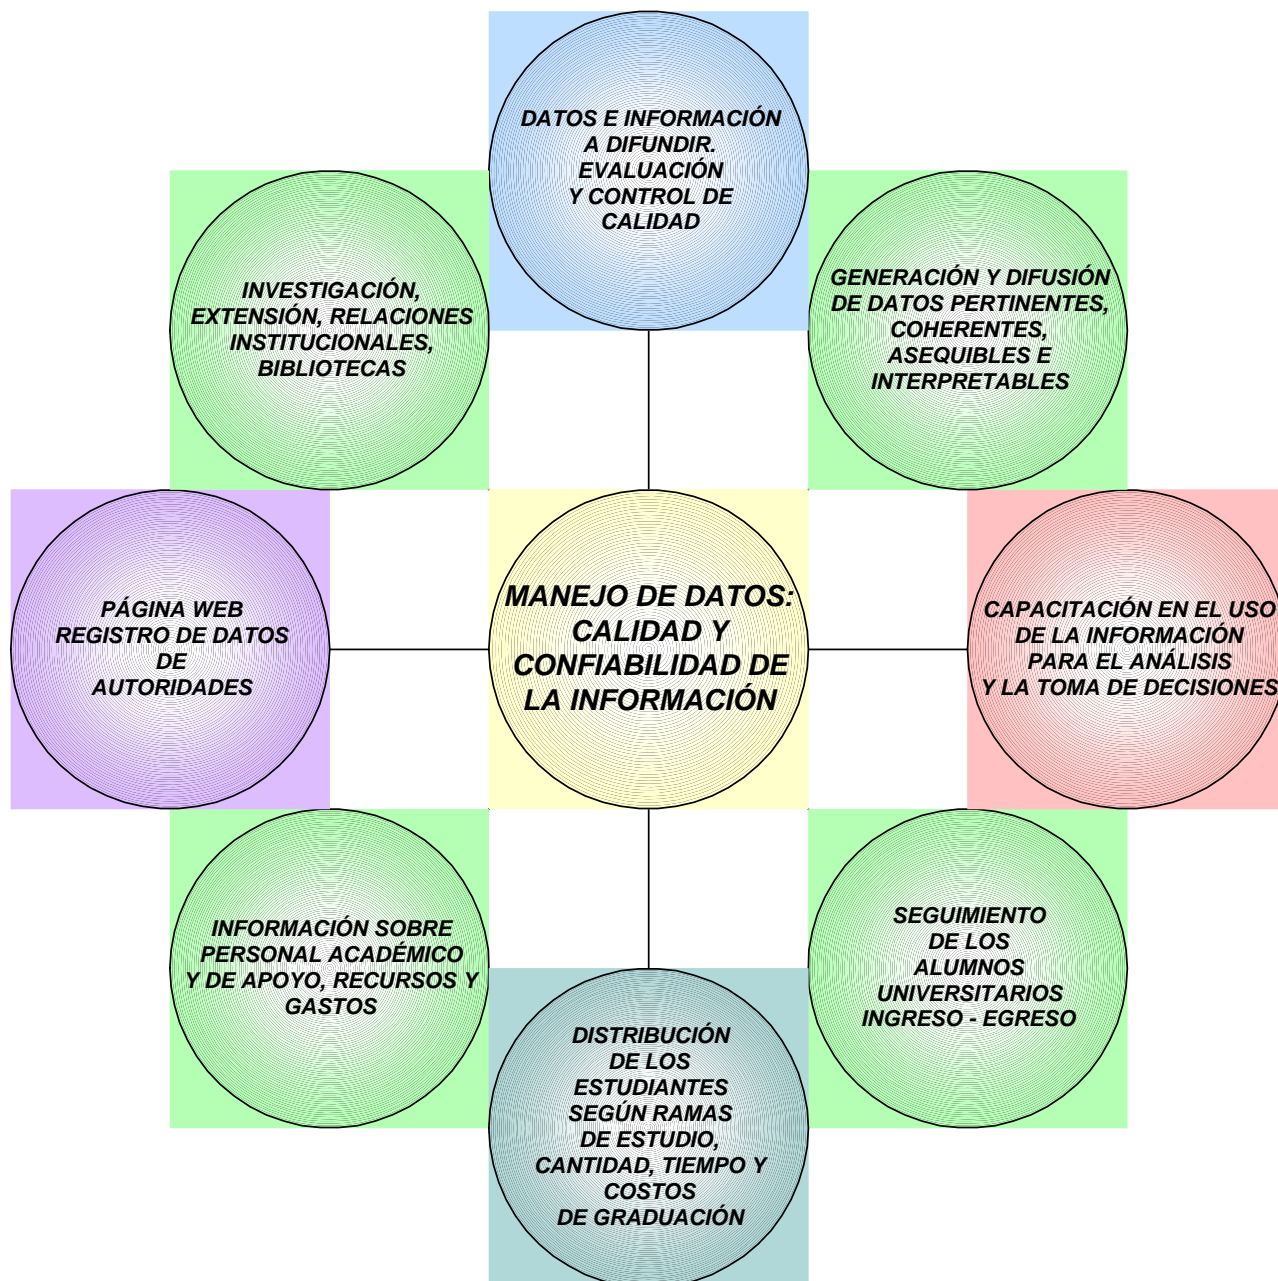 DATOS E INFORMACIÓN
A DIFUNDIR.
EVALUACIÓN
Y CONTROL DE
CALIDAD
INVESTIGACIÓN,
EXTENSIÓN, RELACIONES
INSTITUCIONALES,
BIBLIOTECAS
GENERACIÓN Y DIFUSIÓN
DE DATOS PERTINENTES,
COHERENTES,
ASEQUIBLES E
INTERPRETABLES
PÁGINA WEB
REGISTRO DE DATOS
DE
AUTORIDADES
MANEJO DE DATOS:
CALIDAD Y
CONFIABILIDAD DE
LA INFORMACIÓN
CAPACITACIÓN EN EL USO
DE LA INFORMACIÓN
PARA EL ANÁLISIS
Y LA TOMA DE DECISIONES
INFORMACIÓN SOBRE
PERSONAL ACADÉMICO
Y DE APOYO, RECURSOS Y
GASTOS
SEGUIMIENTO
DE LOS
ALUMNOS
UNIVERSITARIOS
INGRESO - EGRESO
DISTRIBUCIÓN
DE LOS
ESTUDIANTES
SEGÚN RAMAS
DE ESTUDIO,
CANTIDAD, TIEMPO Y
COSTOS
DE GRADUACIÓN